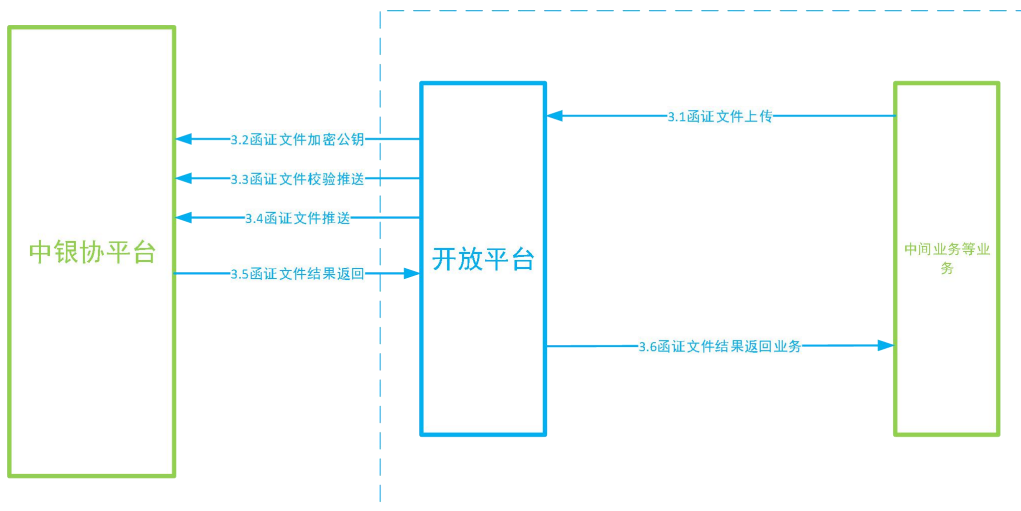 3.1函证文件上传
3.2函证文件加密公钥
3.3函证文件校验推送
3.4函证文件推送
中银协平台
开放平台
中间业务等业
务
3.5函证文件结果返回
3.6函证文件结果返回业务